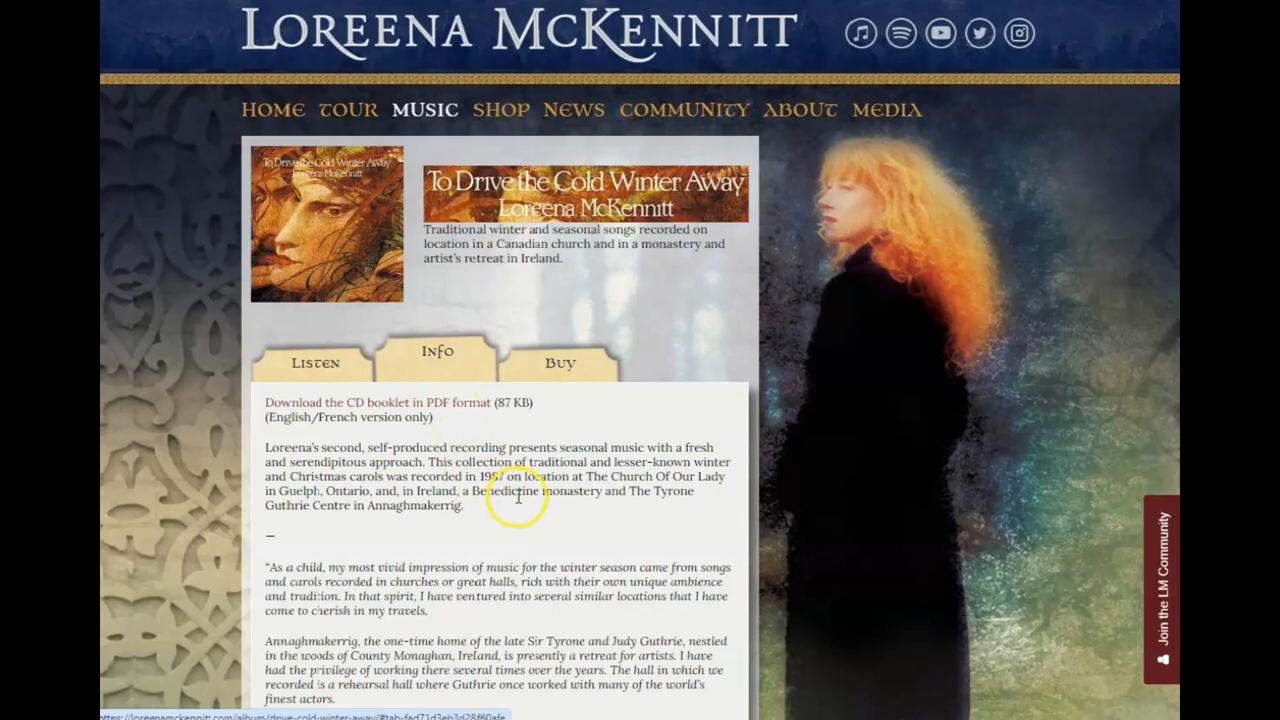 LOREENA MCKENNITT
HOME TOUR MUSIC SHOP NEWS COMMUNITY ABOUT MEDIA
To Drive the Cold Winter Away
Loreena McKennitt
To Drive the Cold Winter Away
Loreena McKennitt
Traditional winter and seasonal songs recorded on
location in a Canadian church and in a monastery and
artist's retreat in Ireland.
LISTEN
INFO
BUY
Download the CD booklet in PDF format (87 KB)
(English/French version only)
Loreena's second, self-produced recording presents seasonal music with a fresh
and serendipitous approach. This collection of traditional and lesser-known winter
and Christmas carols was recorded in 1987 on location at The Church Of Our Lady
in Guelph, Ontario, and, in Ireland, a Benedictine monastery and The Tyrone
Guthrie Centre in Annaghmakerrig.
—
"As a child, my most vivid impression of music for the winter season came from songs
and carols recorded in churches or great halls, rich with their own unique ambience
and tradition. In that spirit, I have ventured into several similar locations that I have
come to cherish in my travels.
Annaghmakerrig, the one-time home of the late Sir Tyrone and Judy Guthrie, nestled
in the woods of County Monaghan, Ireland, is presently a retreat for artists. I have
had the privilege of working there several times over the years. The hall in which we
recorded is a rehearsal hall where Guthrie once worked with many of the world's
finest actors.
Join the LM Community